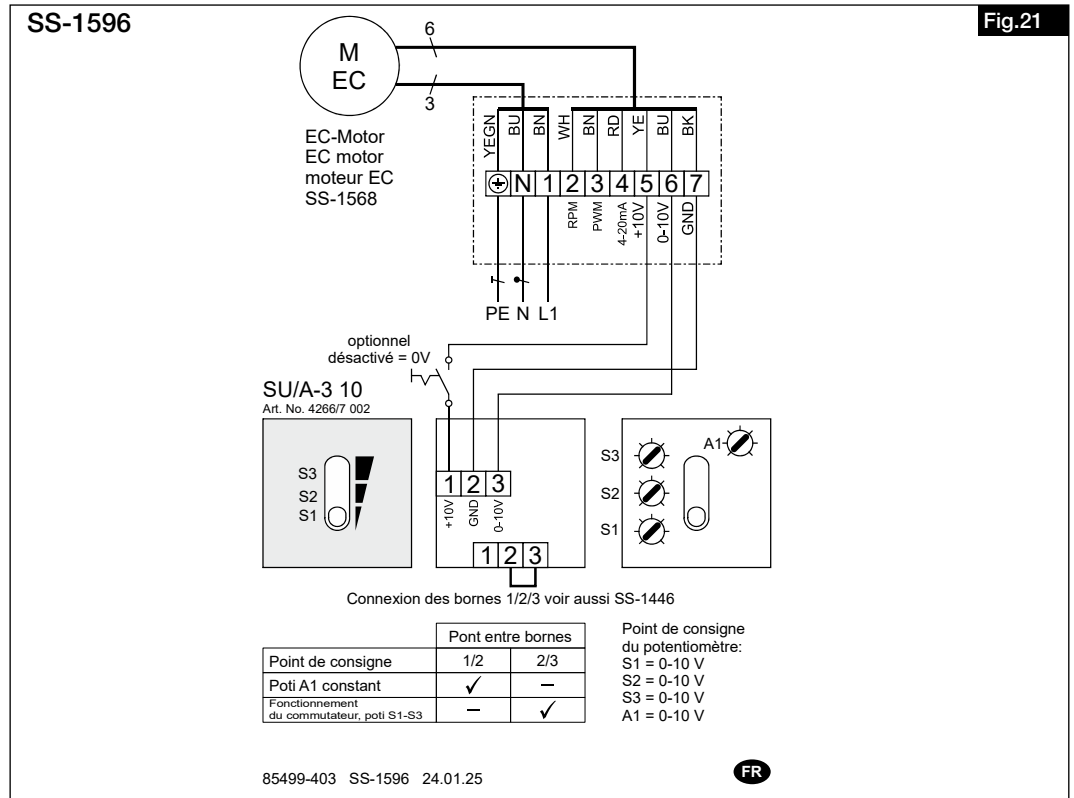 SS-1596
Fig.21
6
M
EC
3
EC-Motor
EC motor
moteur EC
SS-1568
YEGN
BU
BN
WH
BN
RD
YE
BU
BK
N 1 2 3 4 5 6 7
RPM
PWM
4-20mA
+10V
0-10V
GND
PE N L1
optionnel
désactivé = 0V
SU/A-3 10
Art. No. 4266/7 002
S3
S2
S1
1 2 3
+10V
GND
0-10V
1 2 3
A1
S3
S2
S1
Connexion des bornes 1/2/3 voir aussi SS-1446
Pont entre bornes
Point de consigne 1/2 2/3
Poti A1 constant ✓ –
Fonctionnement
du commutateur, poti S1-S3 – ✓
Point de consigne
du potentiomètre:
S1 = 0-10 V
S2 = 0-10 V
S3 = 0-10 V
A1 = 0-10 V
85499-403 SS-1596 24.01.25
FR